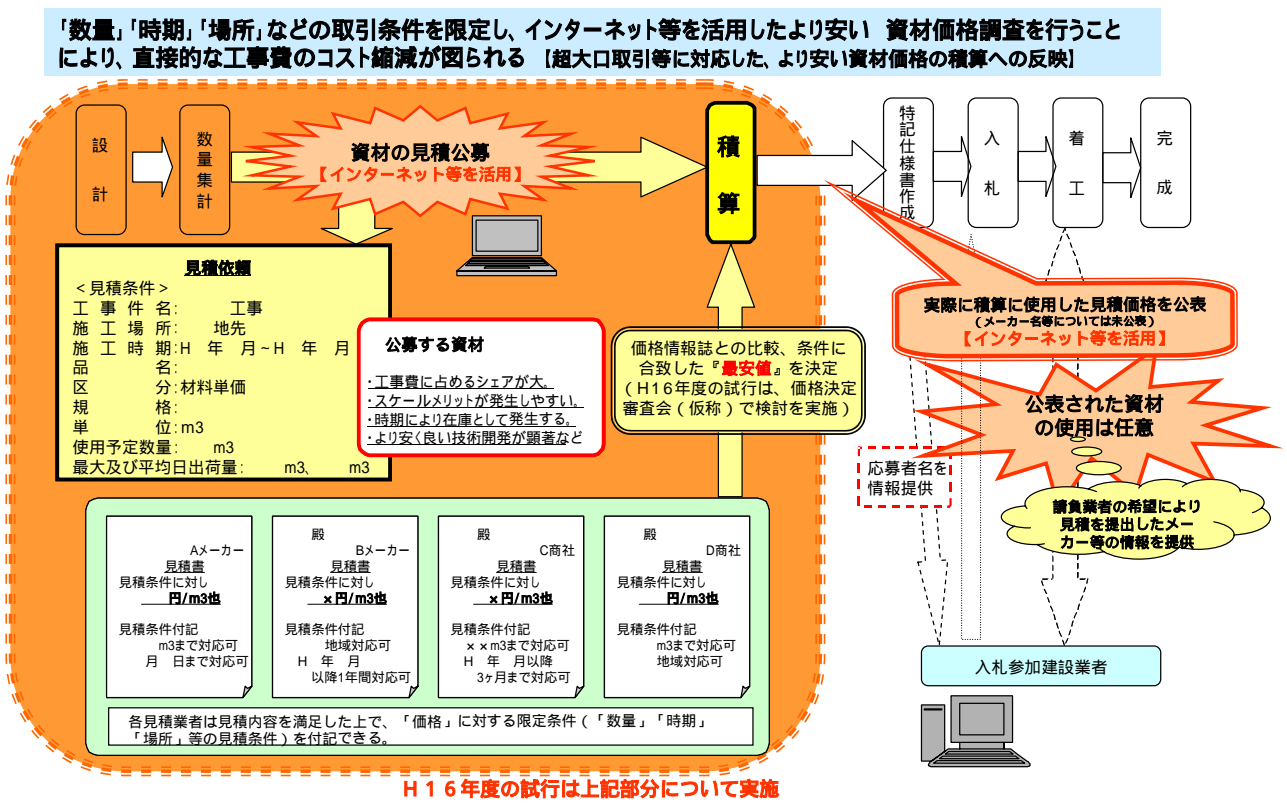 「数量」「時期」「場所」などの取引条件を限定し、インターネット等を活用したより安い 資材価格調査を行うこと
により、直接的な工事費のコスト縮減が図られる 【超大口取引等に対応した、より安い資材価格の積算への反映】
設計
数量集計
資材の見積公募
【インターネット等を活用】
積算
特記仕様書作成
入札
着工
完成
見積依頼
＜見積条件＞
工事件名： 工事
施工場所： 地先
施工時期：H 年 月～H 年 月
品名：
区分：材料単価
規格：
単位：m3
使用予定数量： m3
最大及び平均日出荷量： m3、 m3
公募する資材
・工事費に占めるシェアが大。
・スケールメリットが発生しやすい。
・時期により在庫として発生する。
・より安く良い技術開発が顕著など
価格情報誌との比較、条件に
合致した『最安値』を決定
（H16年度の試行は、価格決定
審査会（仮称）で検討を実施）
実際に積算に使用した見積価格を公表
（メーカー名等については未公表）
【インターネット等を活用】
公表された資材
の使用は任意
応募者名を
情報提供
請負業者の希望により
見積を提出したメー
カー等の情報を提供
Aメーカー
見積書
見積条件に対し
円/m3也
見積条件付記
m3まで対応可
月 日まで対応可
殿
Bメーカー
見積書
見積条件に対し
×円/m3也
見積条件付記
地域対応可
H 年 月
以降1年間対応可
殿
C商社
見積書
見積条件に対し
×円/m3也
見積条件付記
××m3まで対応可
H 年 月以降
3ヶ月まで対応可
殿
D商社
見積書
見積条件に対し
円/m3也
見積条件付記
m3まで対応可
地域対応可
各見積業者は見積内容を満足した上で、「価格」に対する限定条件（「数量」「時期」
「場所」等の見積条件）を付記できる。
入札参加建設業者
H16年度の試行は上記部分について実施